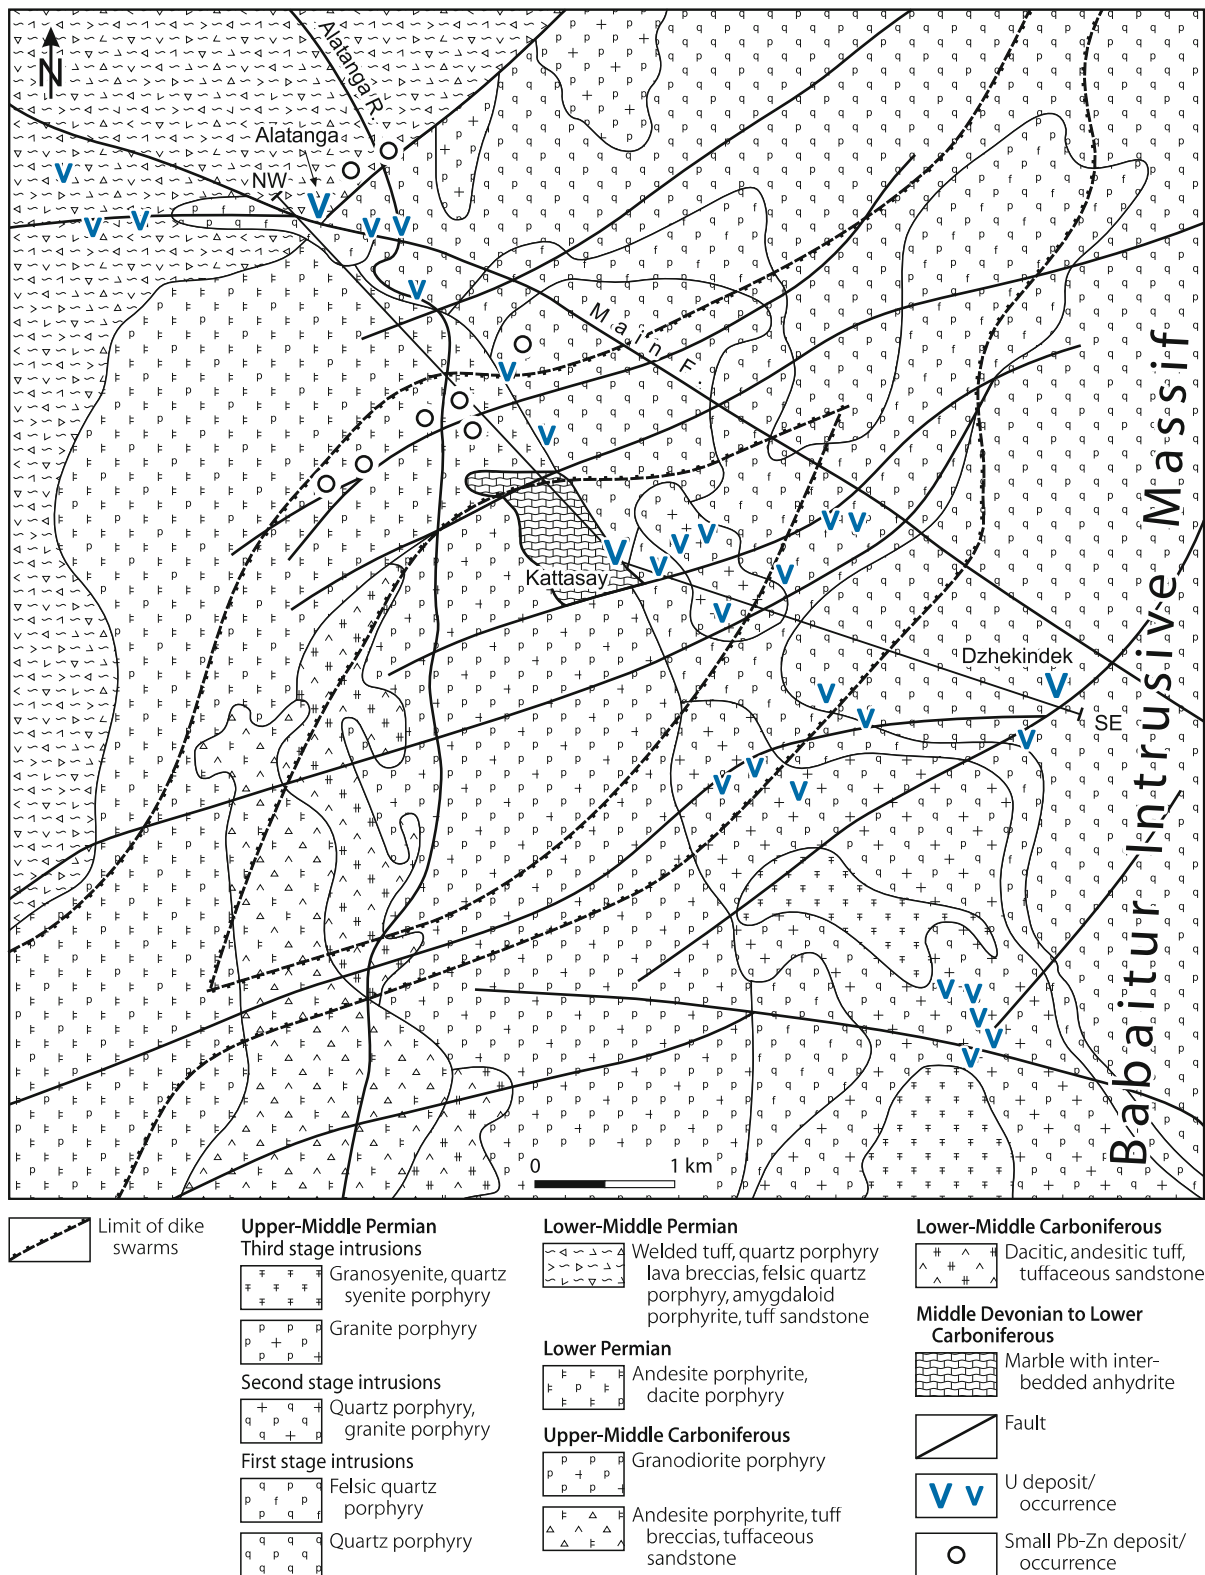 N
Alatanga R.
Alatanga
NW
Main F.
Kattasay
Dzhekindek
SE
Babaitur Intrusive Massif
0 1 km
Limit of dike
swarms
Upper-Middle Permian
Third stage intrusions
Granosyenite, quartz
syenite porphyry
Granite porphyry
Second stage intrusions
Quartz porphyry,
granite porphyry
First stage intrusions
Felsic quartz
porphyry
Quartz porphyry
Lower-Middle Permian
Welded tuff, quartz porphyry
lava breccias, felsic quartz
porphyry, amygdaloid
porphyrite, tuff sandstone
Lower Permian
Andesite porphyrite,
dacite porphyry
Upper-Middle Carboniferous
Granodiorite porphyry
Andesite porphyrite, tuff
breccias, tuffaceous
sandstone
Lower-Middle Carboniferous
Dacitic, andesitic tuff,
tuffaceous sandstone
Middle Devonian to Lower
Carboniferous
Marble with inter-
bedded anhydrite
Fault
U deposit/
occurrence
Small Pb-Zn deposit/
occurrence